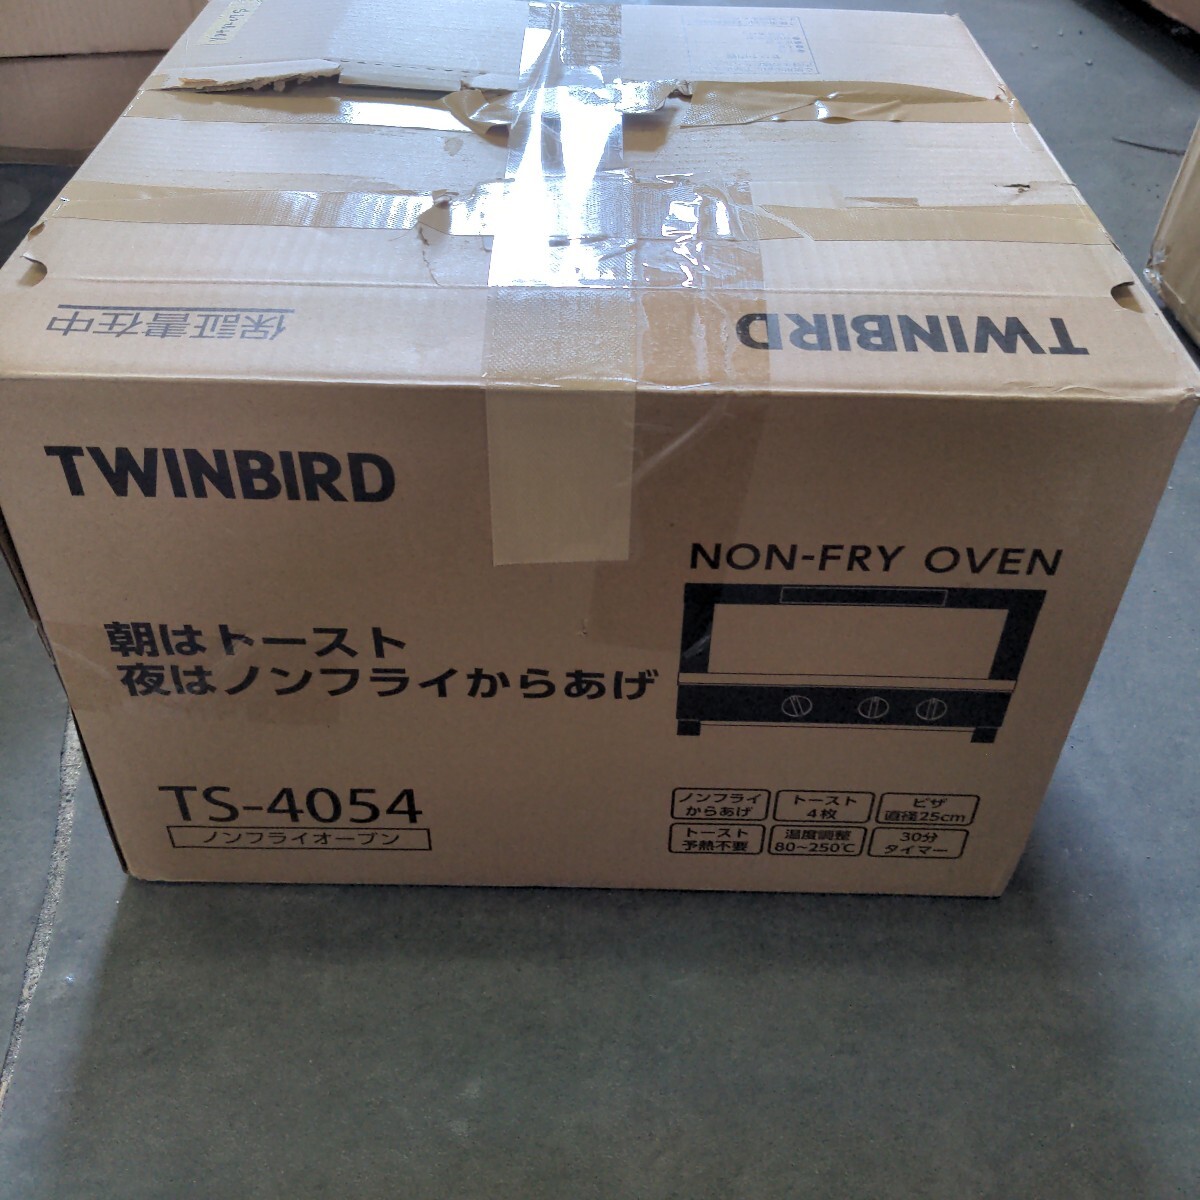 TWINBIRD
保証書在中
TWINBIRD
NON-FRY OVEN
朝はトースト
夜はノンフライからあげ
TS-4054
ノンフライオーブン
ノンフライ
からあげ
トースト
4枚
ピザ
直径25cm
トースト
予熱不要
温度調整
80~250℃
30分
タイマー